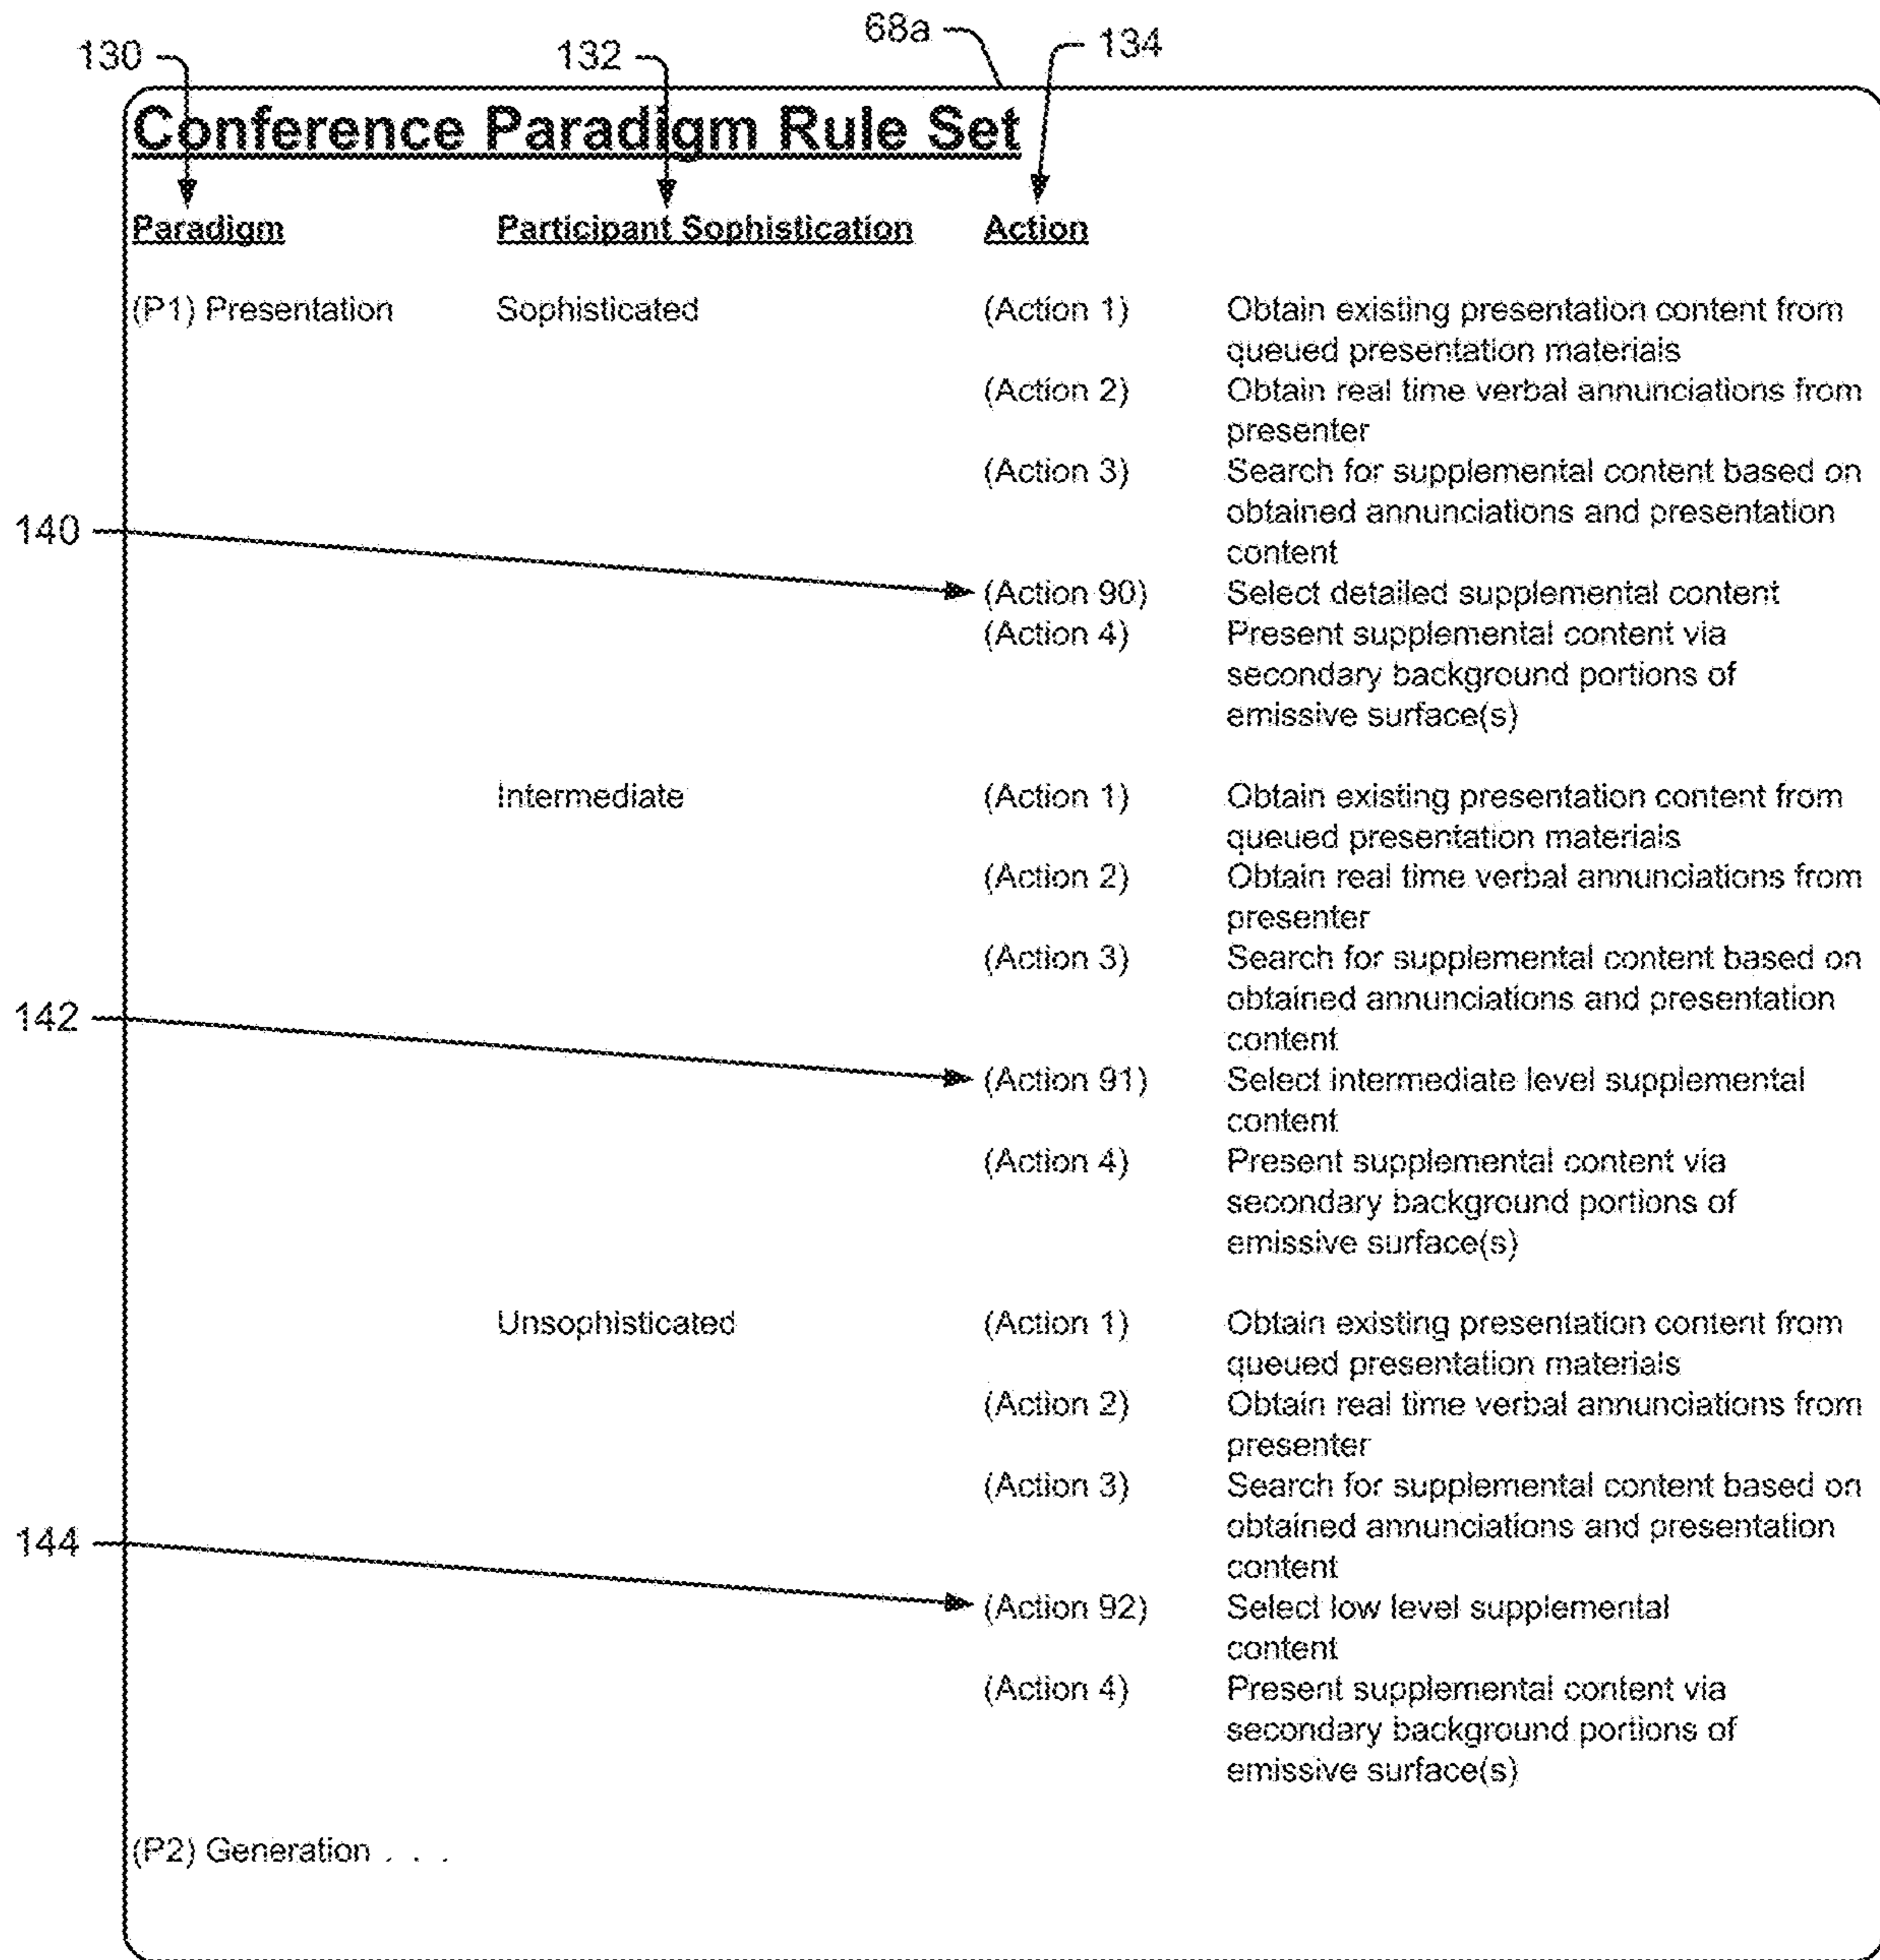 68a
130
132
134
Conference Paradigm Rule Set
Paradigm Participant Sophistication Action
(P1) Presentation Sophisticated (Action 1) Obtain existing presentation content from
queued presentation materials
(Action 2) Obtain real time verbal annunciations from
presenter
(Action 3) Search for supplemental content based on
140 obtained annunciations and presentation
content
(Action 90) Select detailed supplemental content
(Action 4) Present supplemental content via
secondary background portions of
emissive surface(s)
Intermediate (Action 1) Obtain existing presentation content from
queued presentation materials
(Action 2) Obtain real time verbal annunciations from
presenter
(Action 3) Search for supplemental content based on
142 obtained annunciations and presentation
content
(Action 91) Select intermediate level supplemental
content
(Action 4) Present supplemental content via
secondary background portions of
emissive surface(s)
Unsophisticated (Action 1) Obtain existing presentation content from
queued presentation materials
(Action 2) Obtain real time verbal annunciations from
presenter
(Action 3) Search for supplemental content based on
144 obtained annunciations and presentation
content
(Action 92) Select low level supplemental
content
(Action 4) Present supplemental content via
secondary background portions of
emissive surface(s)
(P2) Generation . . .